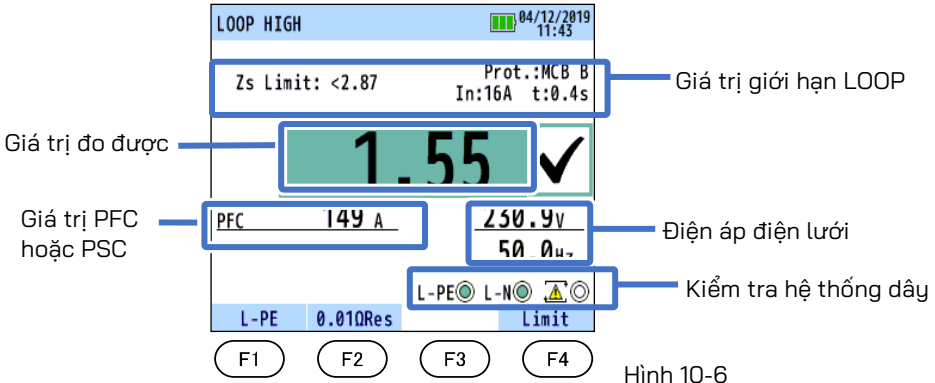 LOOP HIGH
04/12/2019
11:43
Zs Limit: <2.87
Prot.:MCB B
In:16A t:0.4s
Giá trị giới hạn LOOP
Giá trị đo được
1.55
Giá trị PFC
hoặc PSC
PFC 149 A
230.9V
50.0Hz
Điện áp điện lưới
L-PE L-N
Kiểm tra hệ thống dây
L-PE 0.01ΩRes Limit
F1 F2 F3 F4
Hình 10-6